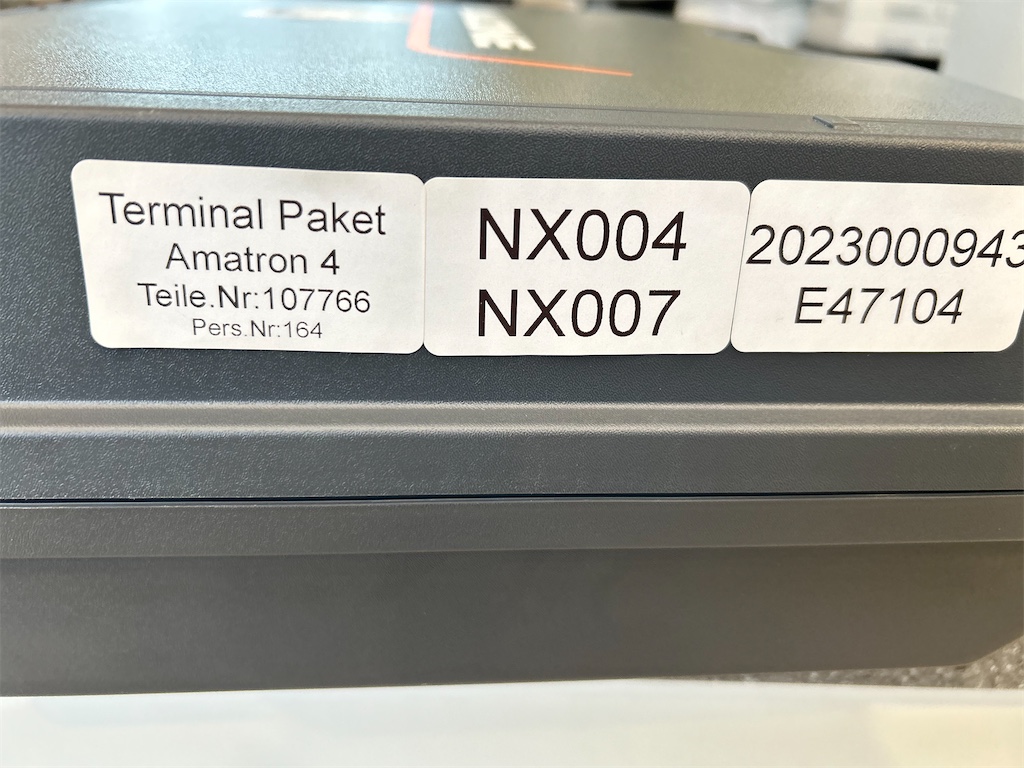 Terminal Paket
Amatron 4
Teile.Nr:107766
Pers.Nr:164
NX004
NX007
2023000943
E47104